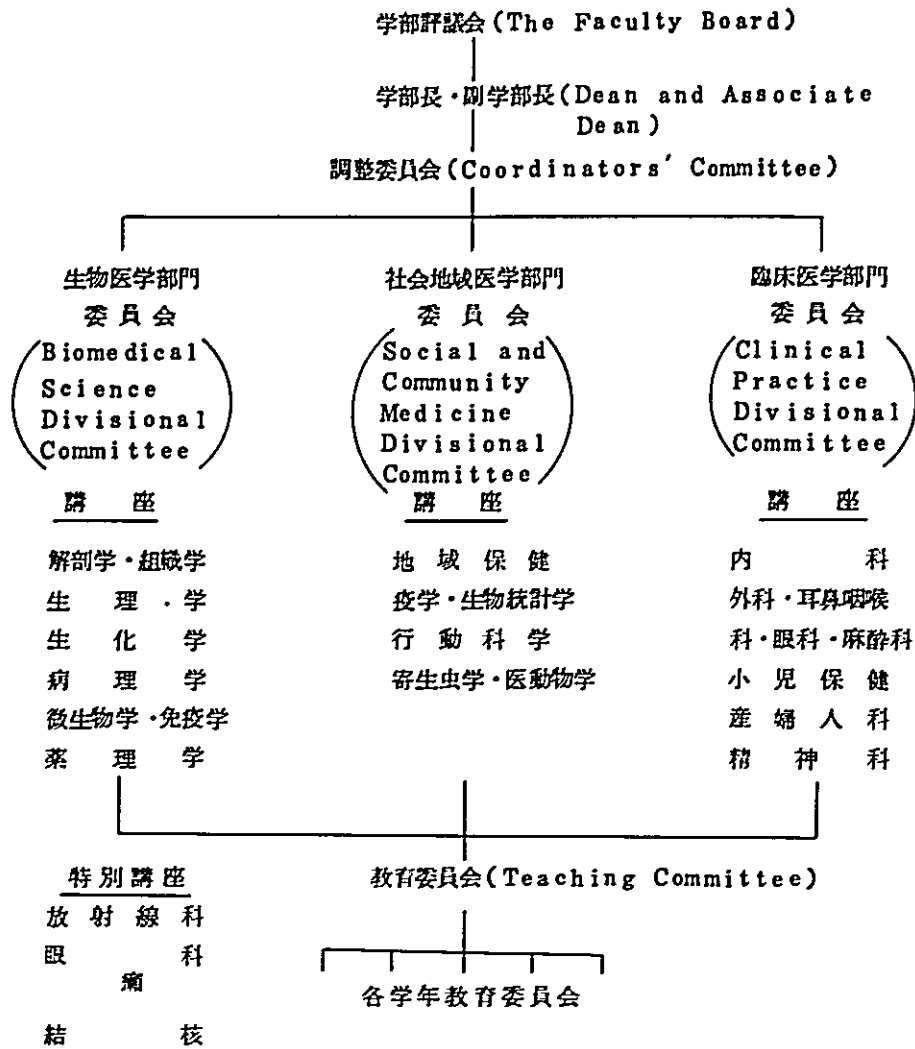 学部評議会(The Faculty Board)
学部長・副学部長(Dean and Associate
Dean)
調整委員会(Coordinators' Committee)
生物医学部門
委員会
(Biomedical
Science
Divisional
Committee)
社会地域医学部門
委員会
(Social and
Community
Medicine
Divisional
Committee)
臨床医学部門
委員会
(Clinical
Practice
Divisional
Committee)
講座
解剖学・組織学
生理学
生化学
病理学
微生物学・免疫学
薬理学
講座
地域保健
疫学・生物統計学
行動科学
寄生虫学・医動物学
講座
内科
外科・耳鼻咽喉
科・眼科・麻酔科
小児保健
産婦人科
精神科
特別講座
放射線科
眼科
癌
結核
教育委員会(Teaching Committee)
各学年教育委員会